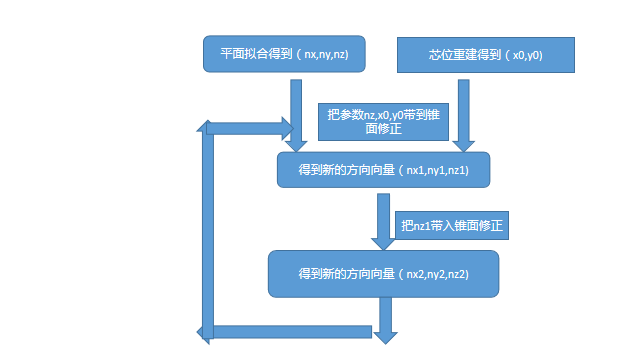 平面拟合得到（nx,ny,nz)
芯位重建得到（x0,y0)
把参数nz,x0,y0带到锥
面修正
得到新的方向向量（nx1,ny1,nz1)
把nz1带入锥面修正
得到新的方向向量（nx2,ny2,nz2)